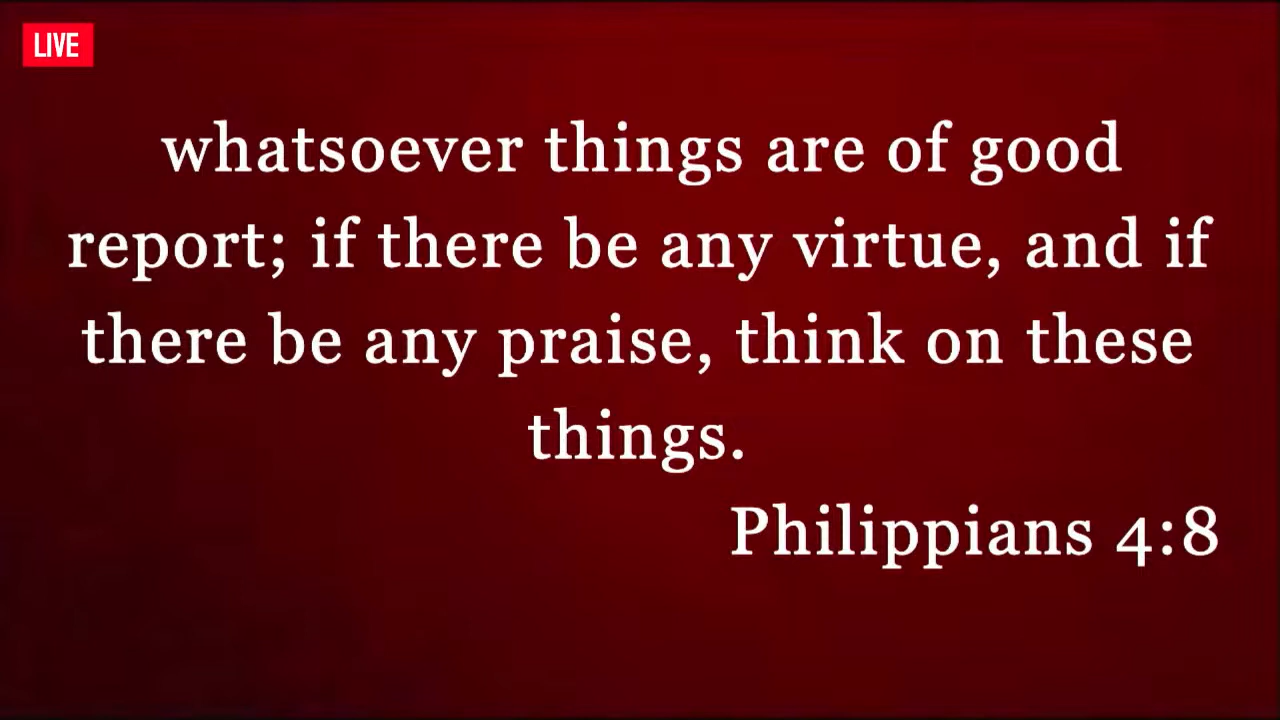 LIVE
whatsoever things are of good
report; if there be any virtue, and if
there be any praise, think on these
things.
Philippians 4:8